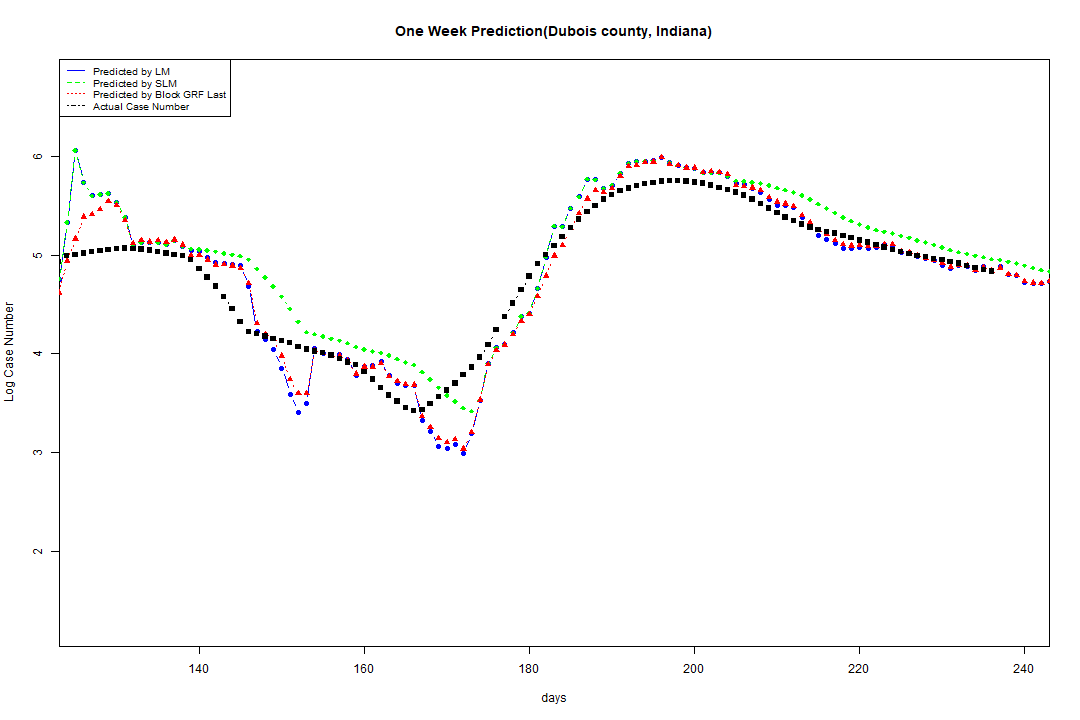 One Week Prediction(Dubois county, Indiana)
Predicted by LM
Predicted by SLM
Predicted by Block GRF Last
Actual Case Number
Log Case Number
6
5
4
3
2
140 160 180 200 220 240
days